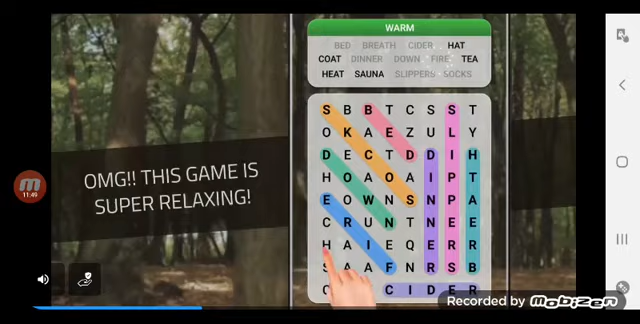 WARM
BED BREATH CIDER HAT
COAT DINNER DOWN FIRE TEA
HEAT SAUNA SLIPPERS SOCKS
S B B T C S S T
O K A E Z U L Y
D E C T D D I H
H O A O A I P T
E O W N S N P A
C R U N T N E E
H A I E Q E R R
S A A F N R S B
C I D E R
OMG!! THIS GAME IS
SUPER RELAXING!
11:49
Recorded by Mobizen